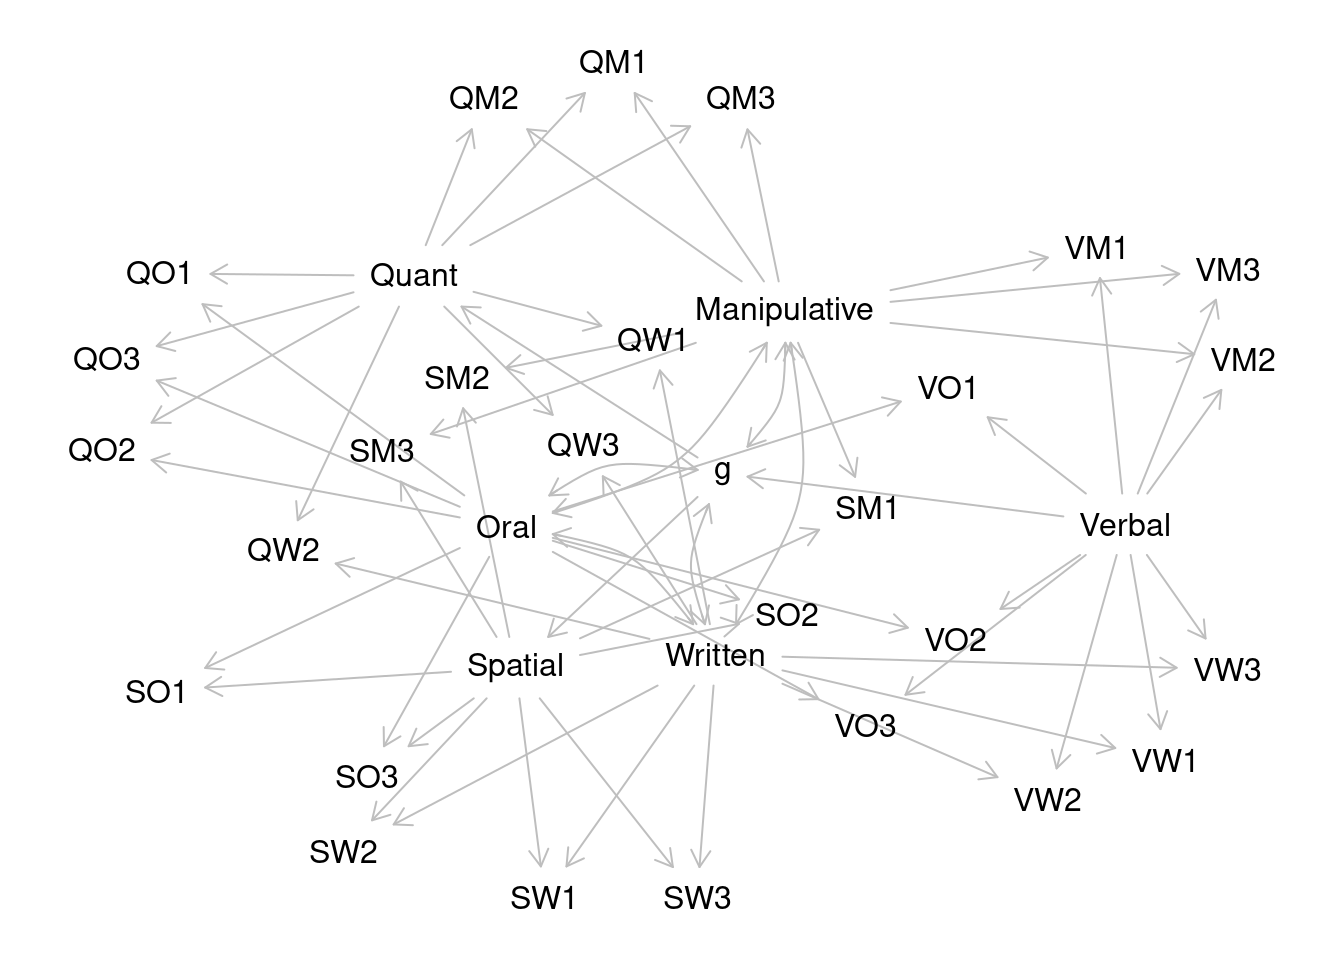 QM1
QM2
QM3
VM1
VM3
QO1
Quant
Manipulative
QW1
QO3
VM2
SM2
VO1
QW3
SM3
QO2
g
SM1
Oral
Verbal
QW2
SO2
VO2
Written
Spatial
VW3
SO1
VO3
VW1
SO3
VW2
SW2
SW1
SW3